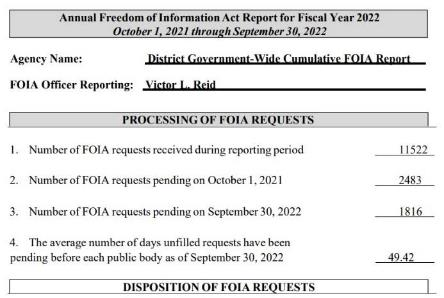 Annual Freedom of Information Act Report for Fiscal Year 2022
October 1, 2021 through September 30, 2022
Agency Name: District Government-Wide Cumulative FOIA Report
FOIA Officer Reporting: Victor L. Reid
PROCESSING OF FOIA REQUESTS
1. Number of FOIA requests received during reporting period 11522
2. Number of FOIA requests pending on October 1, 2021 2483
3. Number of FOIA requests pending on September 30, 2022 1816
4. The average number of days unfilled requests have been
pending before each public body as of September 30, 2022 49.42
DISPOSITION OF FOIA REQUESTS